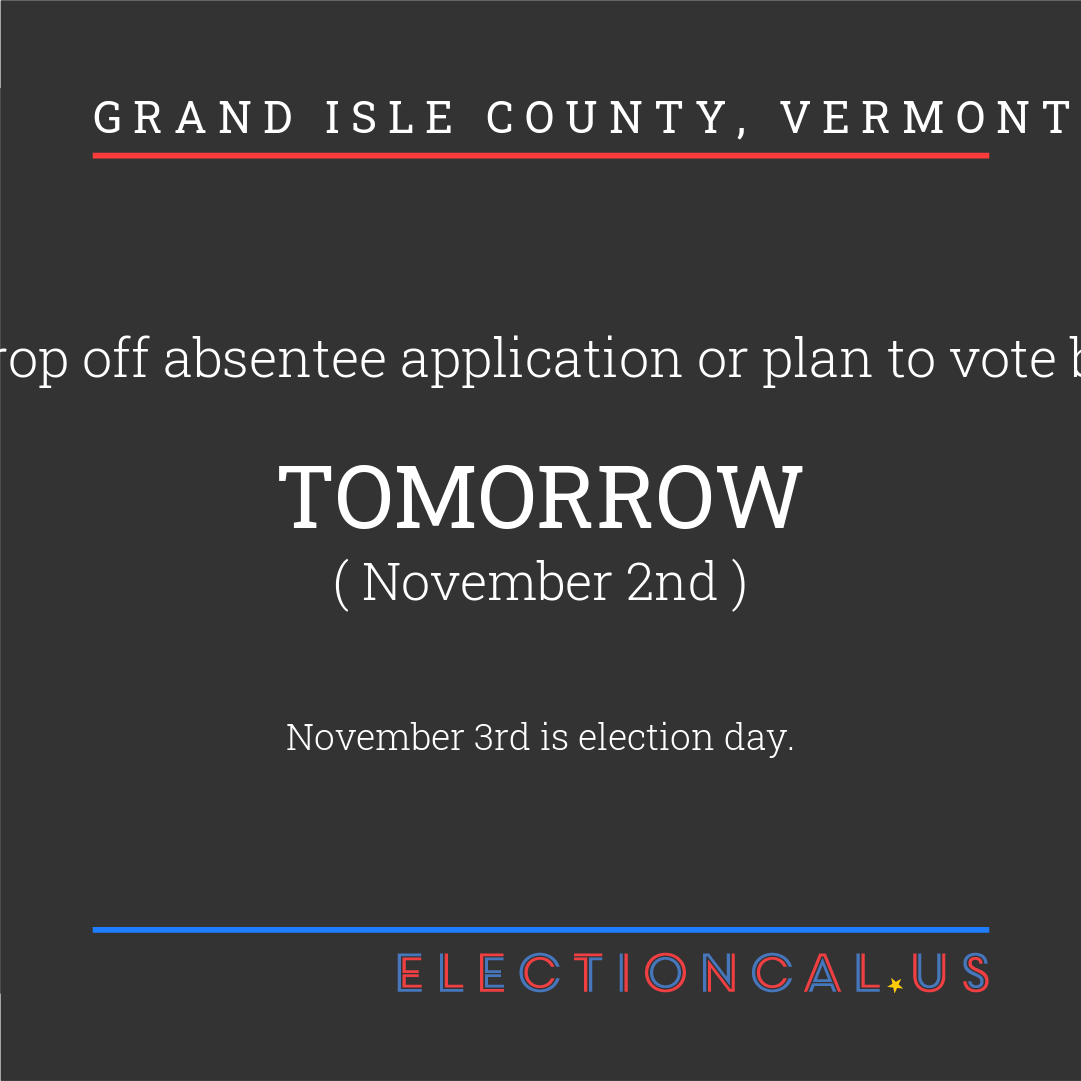 GRAND ISLE COUNTY, VERMONT
rop off absentee application or plan to vote b
TOMORROW
( November 2nd )
November 3rd is election day.
ELECTIONCAL.US